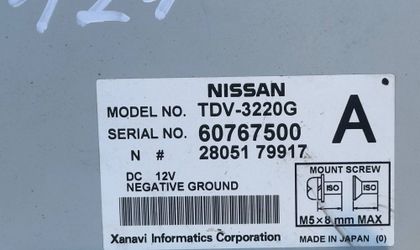 NISSAN
MODEL NO. TDV-3220G
SERIAL NO. 60767500
N # 28051 79917
A
DC 12V
NEGATIVE GROUND
MOUNT SCREW
ISO ISO
M5×8 mm MAX
Xanavi Informatics Corporation
MADE IN JAPAN (0)